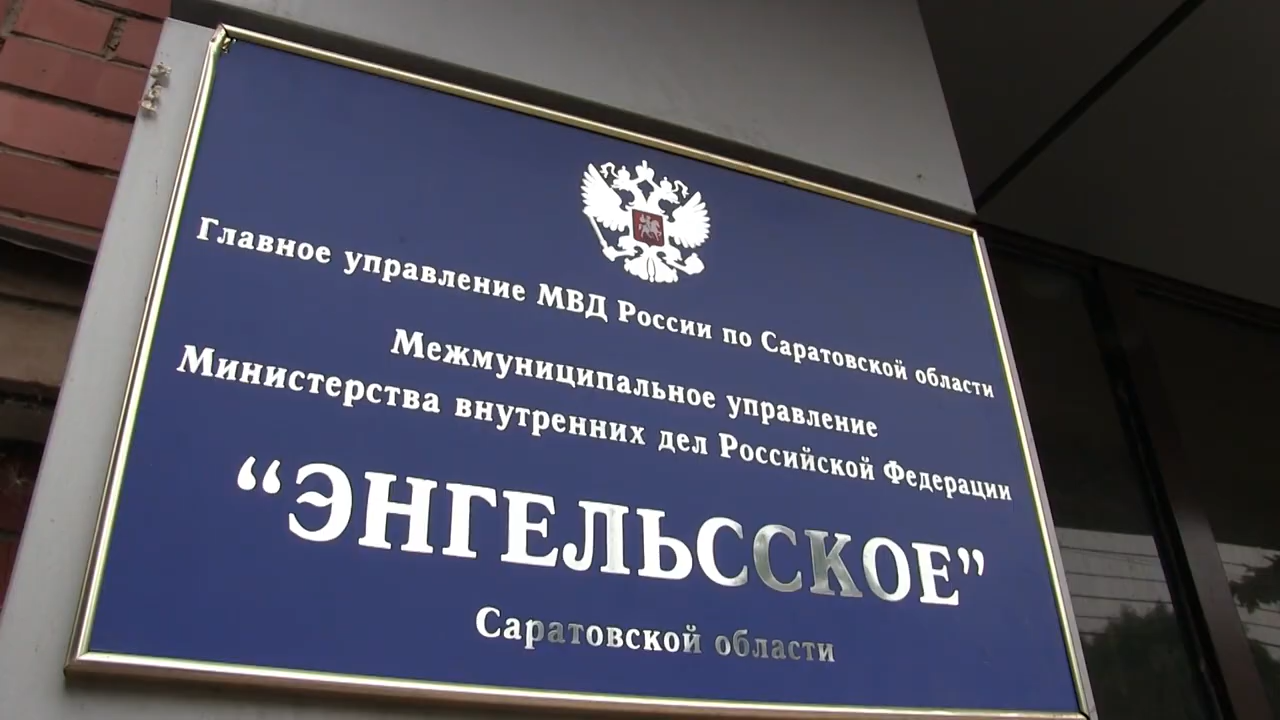 Главное управление МВД России по Саратовской области
Межмуниципальное управление
Министерства внутренних дел Российской Федерации
“ЭНГЕЛЬССКОЕ”
Саратовской области